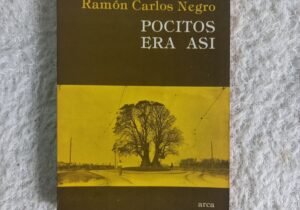 Ramón Carlos Negro
POCITOS
ERA ASI
arca